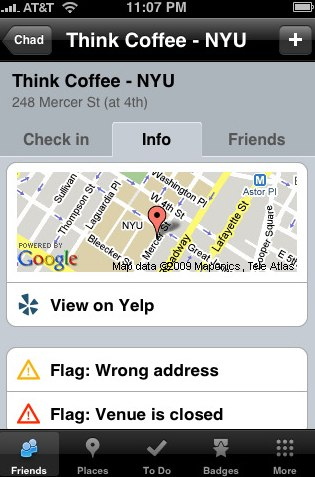 AT&T 11:07 PM
Chad Think Coffee - NYU +
Think Coffee - NYU
248 Mercer St (at 4th)
Check in Info Friends
Sullivan
Thompson St
Laguardia Pl
Washington Pl
W 4th St
M
Astor Pl
NYU
Mercer St
Lafayette St
Bleecker St
Great
E 5th
POWERED BY
Google
Map data ©2009 MapOnics, Tele Atlas
View on Yelp
Flag: Wrong address
Flag: Venue is closed
Friends Places To Do Badges More